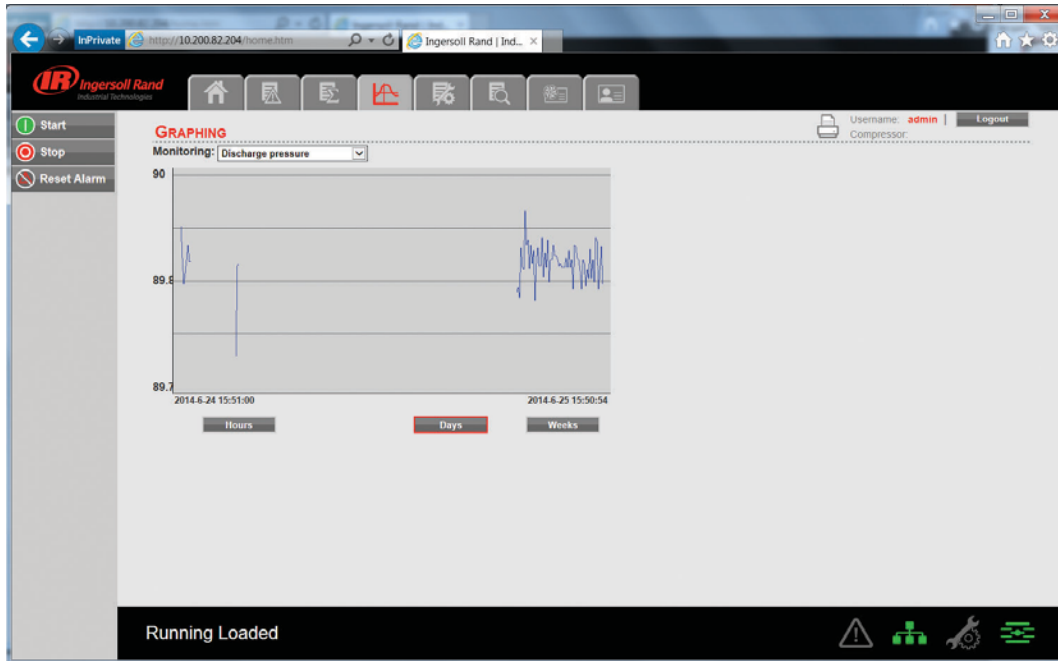 InPrivate
http://10.200.82.204/home.htm
Ingersoll Rand | Ind...
IR Ingersoll Rand
Industrial Technologies
Start
Stop
Reset Alarm
GRAPHING
Username: admin |
Logout
Compressor:
Monitoring: Discharge pressure
90
89.8
89.7
2014-6-24 15:51:00
2014-6-25 15:50:54
Hours
Days
Weeks
Running Loaded